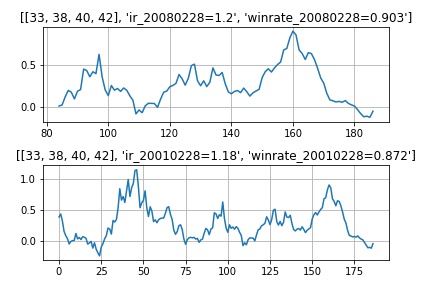 [[33, 38, 40, 42], 'ir_20080228=1.2', 'winrate_20080228=0.903']
0.5
0.0
80 100 120 140 160 180
[[33, 38, 40, 42], 'ir_20010228=1.18', 'winrate_20010228=0.872']
1.0
0.5
0.0
0 25 50 75 100 125 150 175